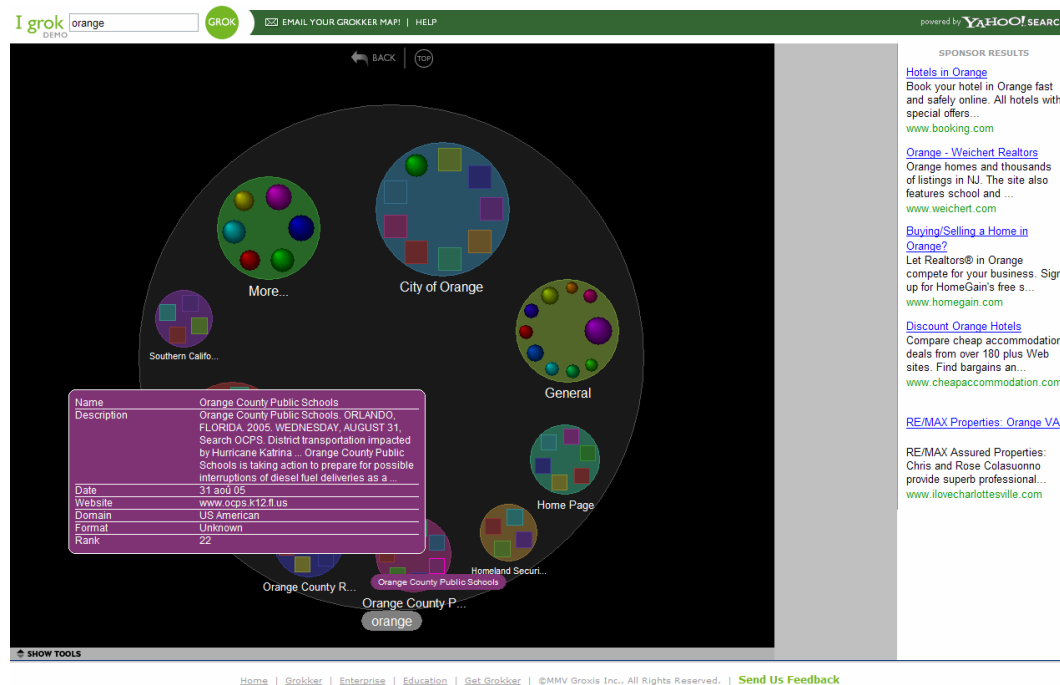 I grok
DEMO
orange
GROK
EMAIL YOUR GROKKER MAP! | HELP
powered by YAHOO! SEARC
BACK | TOP
More...
City of Orange
Southern Califo...
General
Home Page
Homeland Securi...
Orange County R...
Orange County P...
Orange County Public Schools
orange
Name Orange County Public Schools
Description Orange County Public Schools. ORLANDO,
FLORIDA. 2005. WEDNESDAY, AUGUST 31,
Search OCPS. District transportation impacted
by Hurricane Katrina ... Orange County Public
Schools is taking action to prepare for possible
interruptions of diesel fuel deliveries as a ...
Date 31 aoû 05
Website www.ocps.k12.fl.us
Domain US American
Format Unknown
Rank 22
SPONSOR RESULTS
Hotels in Orange
Book your hotel in Orange fast
and safely online. All hotels with
special offers...
www.booking.com
Orange - Weichert Realtors
Orange homes and thousands
of listings in NJ. The site also
features school and ...
www.weichert.com
Buying/Selling a Home in
Orange?
Let Realtors® in Orange
compete for your business. Sign
up for HomeGain's free s...
www.homegain.com
Discount Orange Hotels
Compare cheap accommodation
deals from over 180 plus Web
sites. Find bargains an...
www.cheapaccommodation.com
RE/MAX Properties: Orange VA
RE/MAX Assured Properties:
Chris and Rose Colasuonno
provide superb professional...
www.ilovecharlottesville.com
SHOW TOOLS
Home | Grokker | Enterprise | Education | Get Grokker | ©MMV Groxis Inc., All Rights Reserved. | Send Us Feedback